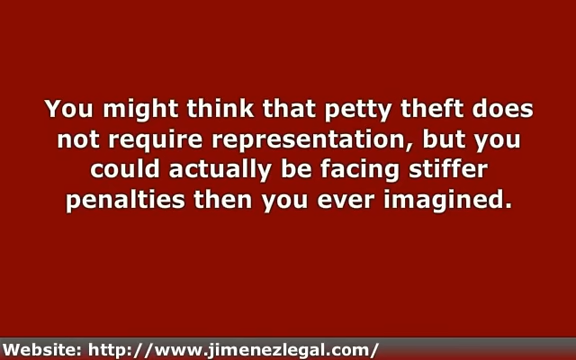 You might think that petty theft does
not require representation, but you
could actually be facing stiffer
penalties then you ever imagined.
Website: http://www.jimenezlegal.com/